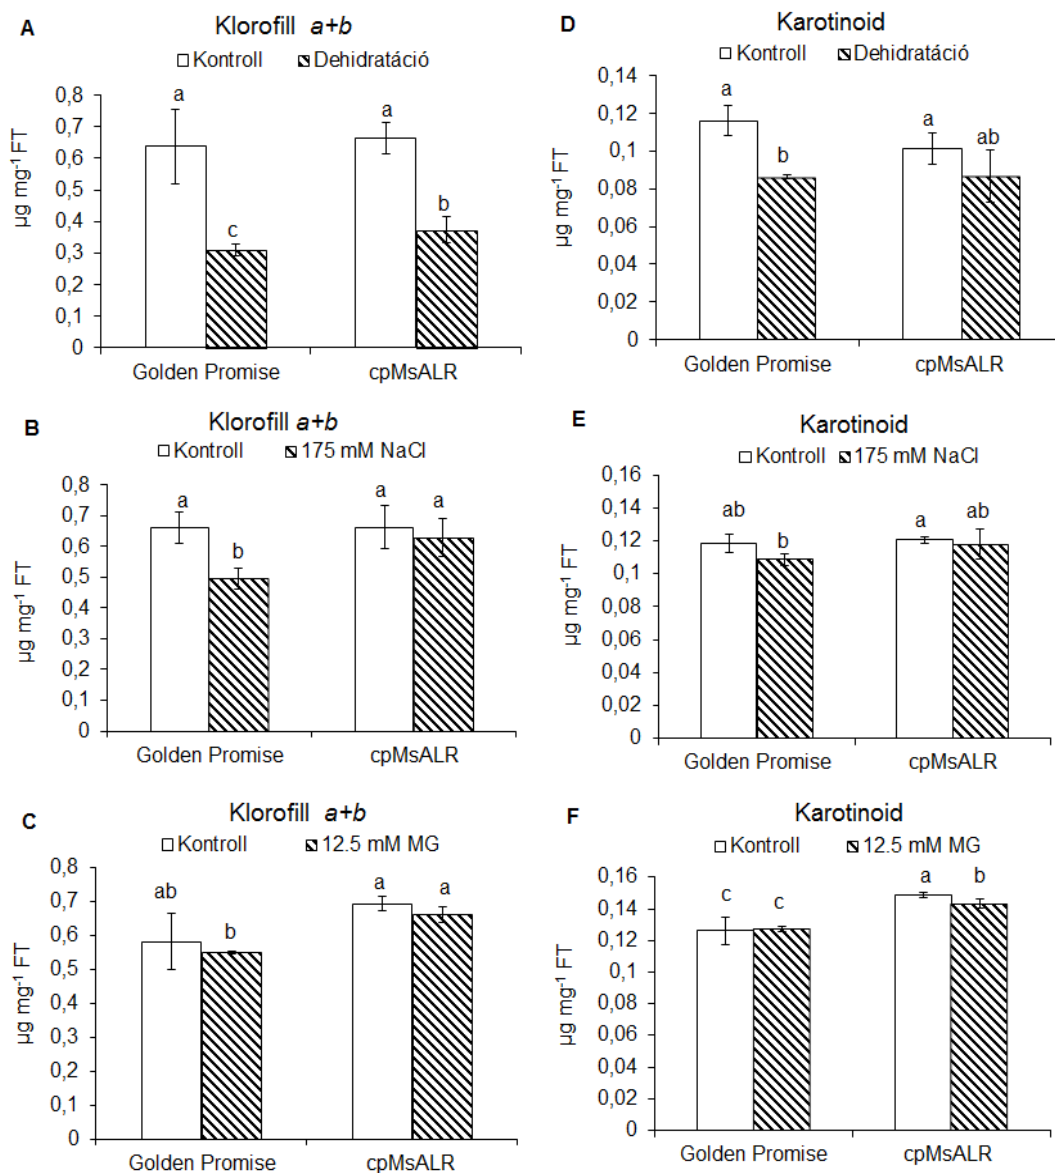 A
Klorofill a+b
Kontroll Dehidratáció
µg mg-1 FT
0,8
0,7
0,6
0,5
0,4
0,3
0,2
0,1
0
a
c
a
b
Golden Promise cpMsALR
D
Karotinoid
Kontroll Dehidratáció
µg mg-1 FT
0,14
0,12
0,1
0,08
0,06
0,04
0,02
0
a
b
a
ab
Golden Promise cpMsALR
B
Klorofill a+b
Kontroll 175 mM NaCl
µg mg-1 FT
0,8
0,7
0,6
0,5
0,4
0,3
0,2
0,1
0
a
b
a
a
Golden Promise cpMsALR
E
Karotinoid
Kontroll 175 mM NaCl
µg mg-1 FT
0,16
0,14
0,12
0,1
0,08
0,06
0,04
0,02
0
ab
b
a
ab
Golden Promise cpMsALR
C
Klorofill a+b
Kontroll 12.5 mM MG
µg mg-1 FT
0,8
0,7
0,6
0,5
0,4
0,3
0,2
0,1
0
ab
b
a
a
Golden Promise cpMsALR
F
Karotinoid
Kontroll 12.5 mM MG
µg mg-1 FT
0,16
0,14
0,12
0,1
0,08
0,06
0,04
0,02
0
c
c
a
b
Golden Promise cpMsALR